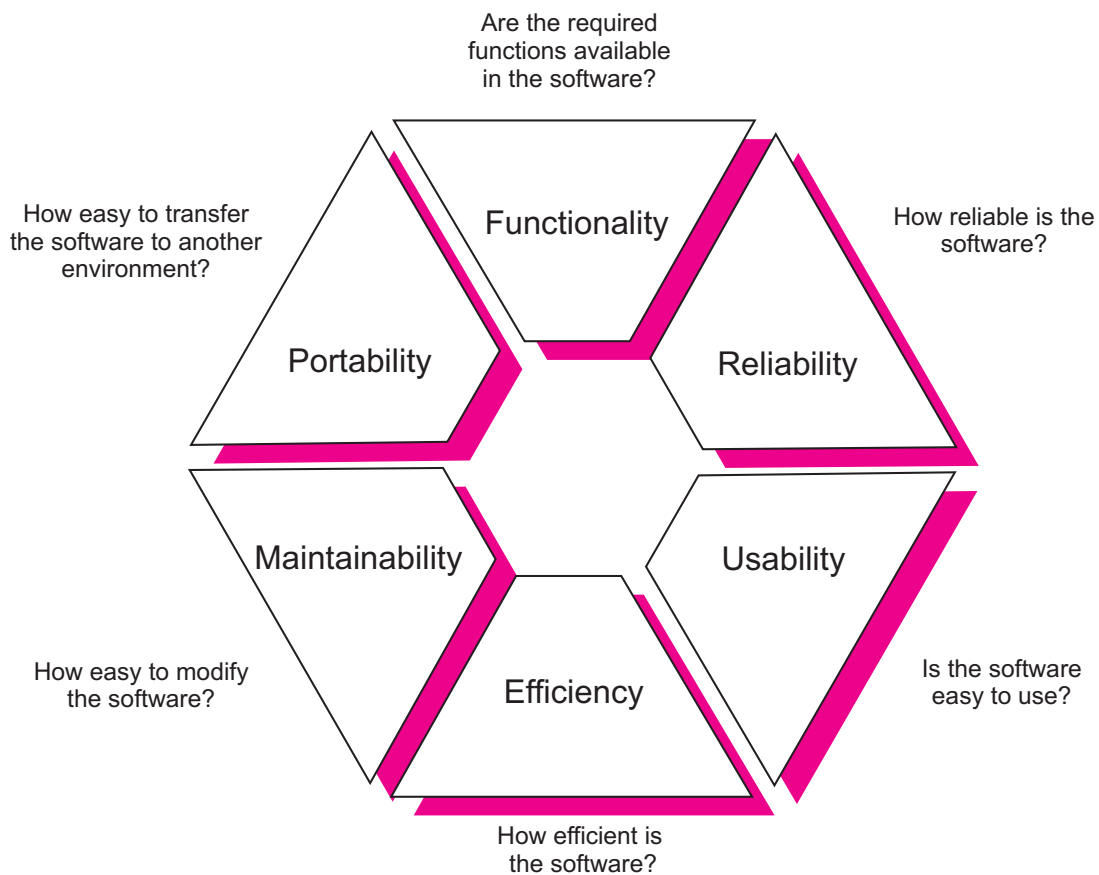 Are the required
functions available
in the software?
Functionality
How easy to transfer
the software to another
environment?
How reliable is the
software?
Portability
Reliability
Maintainability
Usability
How easy to modify
the software?
Efficiency
Is the software
easy to use?
How efficient is
the software?